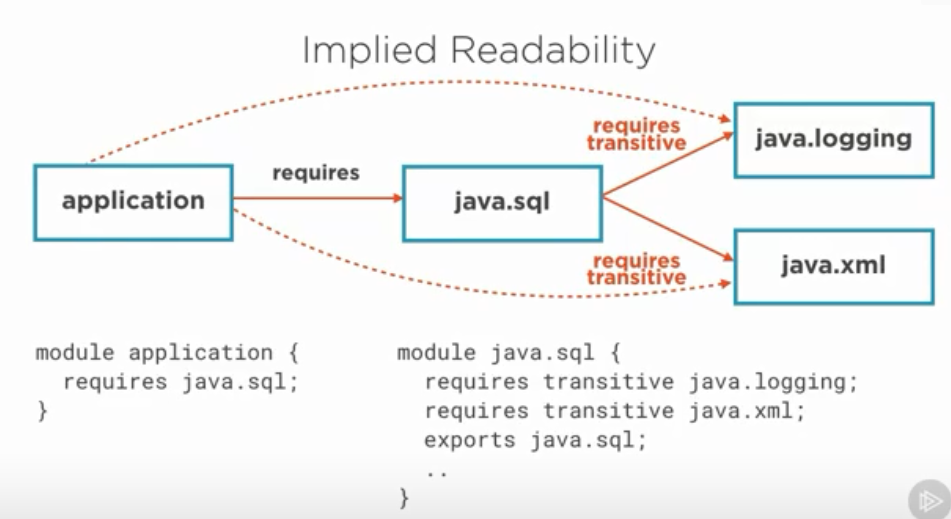 Implied Readability
requires
transitive
java.logging
requires
application
java.sql
requires
transitive
java.xml
module application {
  requires java.sql;
}
module java.sql {
  requires transitive java.logging;
  requires transitive java.xml;
  exports java.sql;
  ..
}